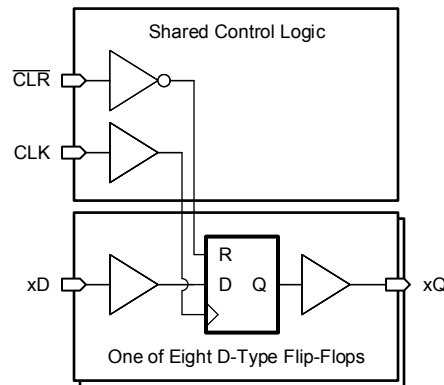 Shared Control Logic
CLR
CLK
R
xD
D Q
xQ
One of Eight D-Type Flip-Flops